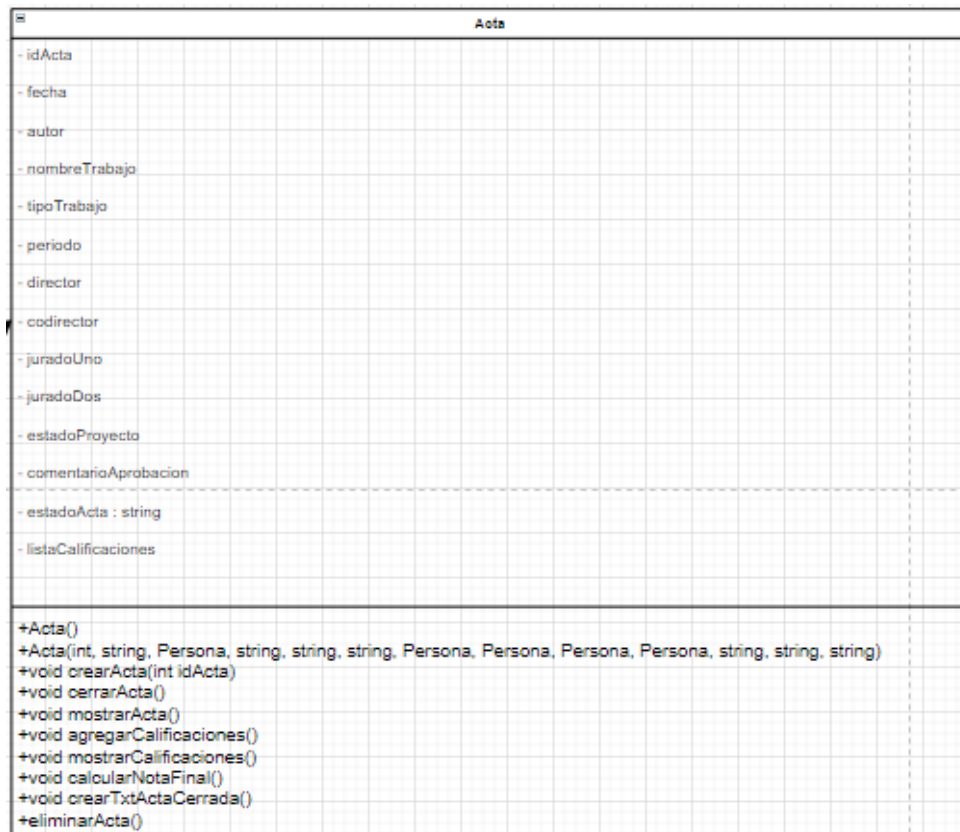 Acta
- idActa
- fecha
- autor
- nombreTrabajo
- tipoTrabajo
- periodo
- director
- codirector
- juradoUno
- juradoDos
- estadoProyecto
- comentarioAprobacion
- estadoActa : string
- listaCalificaciones
+Acta()
+Acta(int, string, Persona, string, string, string, Persona, Persona, Persona, Persona, string, string, string)
+void crearActa(int idActa)
+void cerrarActa()
+void mostrarActa()
+void agregarCalificaciones()
+void mostrarCalificaciones()
+void calcularNotaFinal()
+void crearTxtActaCerrada()
+eliminarActa()